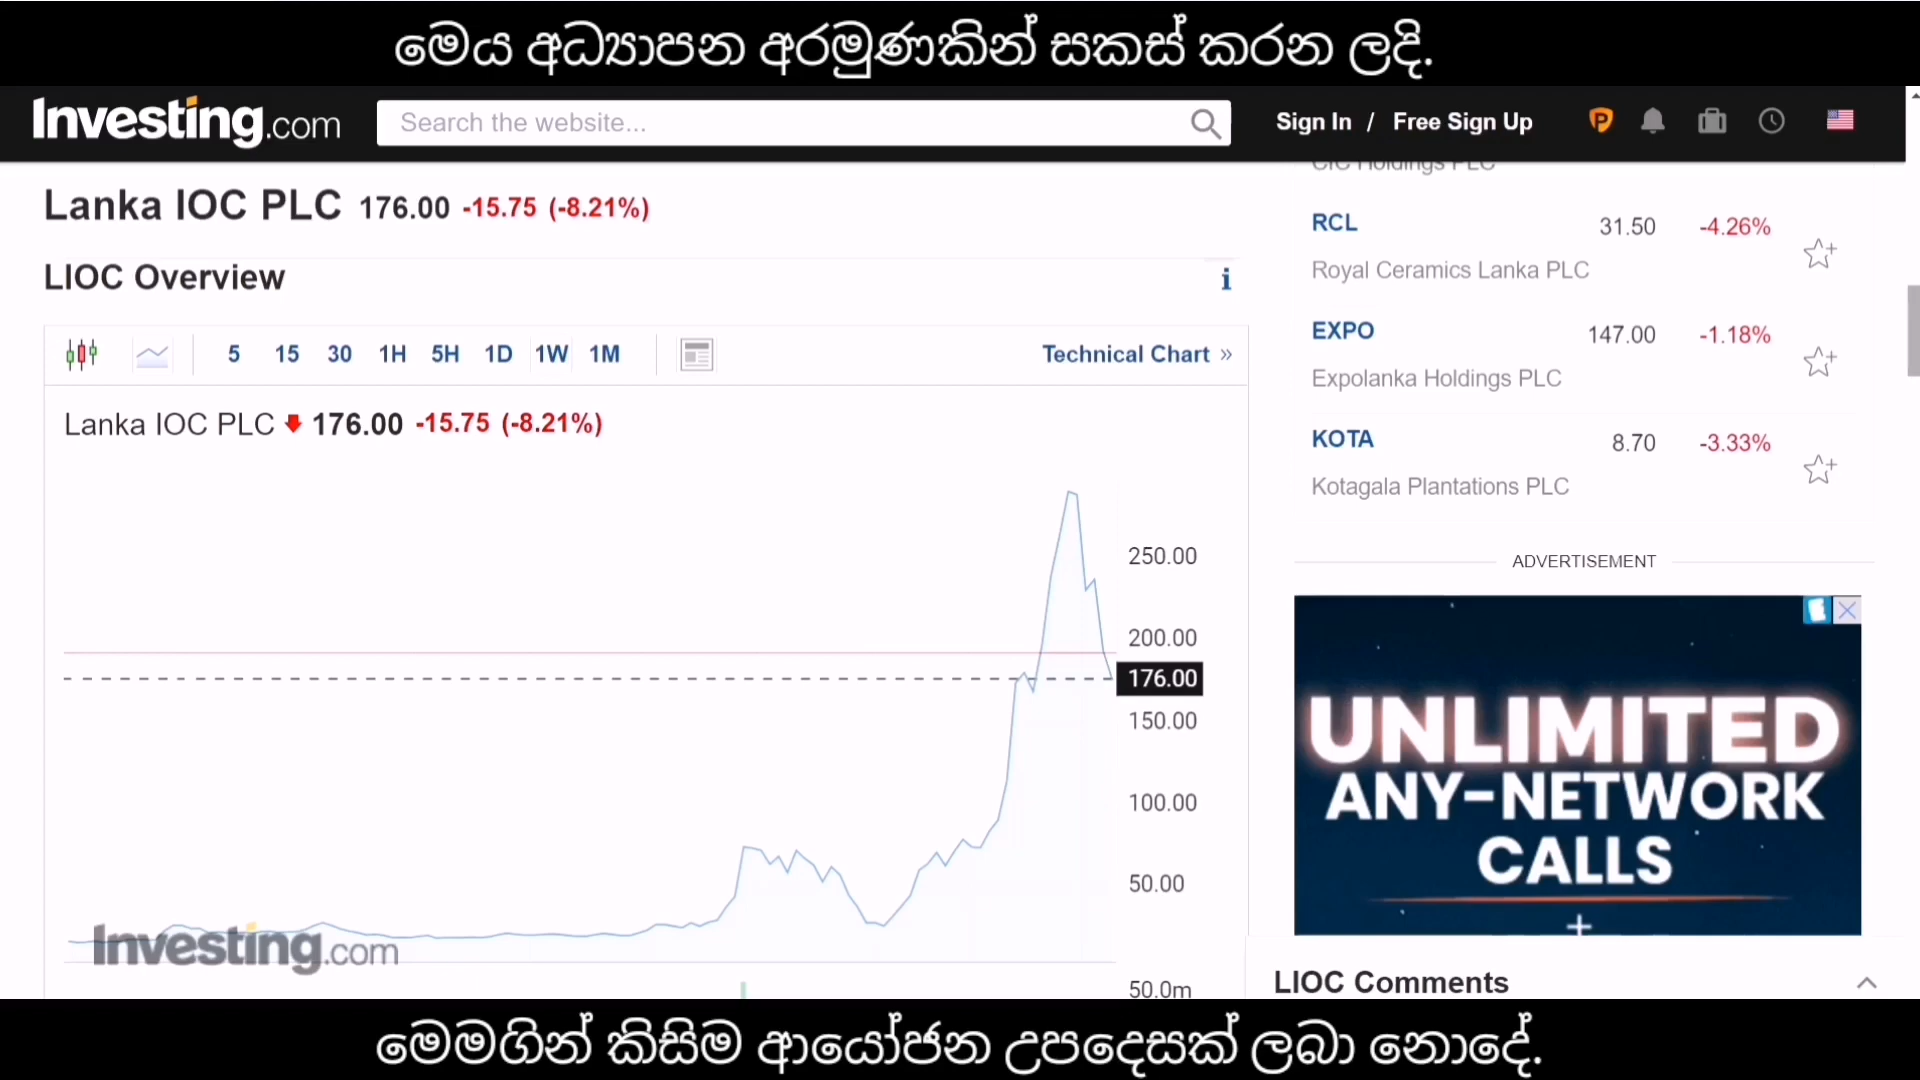 මෙය අධ්‍යාපන අරමුණකින් සකස් කරන ලදි.
Investing.com
Search the website...
Sign In / Free Sign Up
Lanka IOC PLC 176.00 -15.75 (-8.21%)
LIOC Overview
5 15 30 1H 5H 1D 1W 1M
Technical Chart »
Lanka IOC PLC 176.00 -15.75 (-8.21%)
250.00
200.00
176.00
150.00
100.00
50.00
50.0m
Investing.com
CIC Holdings PLC
RCL 31.50 -4.26%
Royal Ceramics Lanka PLC
EXPO 147.00 -1.18%
Expolanka Holdings PLC
KOTA 8.70 -3.33%
Kotagala Plantations PLC
ADVERTISEMENT
UNLIMITED
ANY-NETWORK
CALLS
LIOC Comments
මෙමගින් කිසිම ආයෝජන උපදෙසක් ලබා නොදේ.